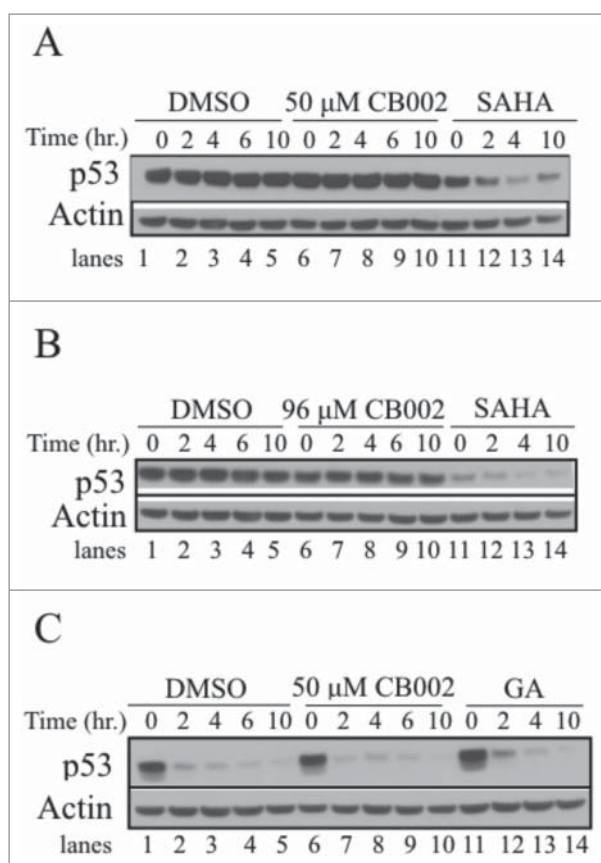 A
DMSO 50 μM CB002 SAHA
Time (hr.) 0 2 4 6 10 0 2 4 6 10 0 2 4 10
p53
Actin
lanes 1 2 3 4 5 6 7 8 9 10 11 12 13 14
B
DMSO 96 μM CB002 SAHA
Time (hr.) 0 2 4 6 10 0 2 4 6 10 0 2 4 10
p53
Actin
lanes 1 2 3 4 5 6 7 8 9 10 11 12 13 14
C
DMSO 50 μM CB002 GA
Time (hr.) 0 2 4 6 10 0 2 4 6 10 0 2 4 10
p53
Actin
lanes 1 2 3 4 5 6 7 8 9 10 11 12 13 14